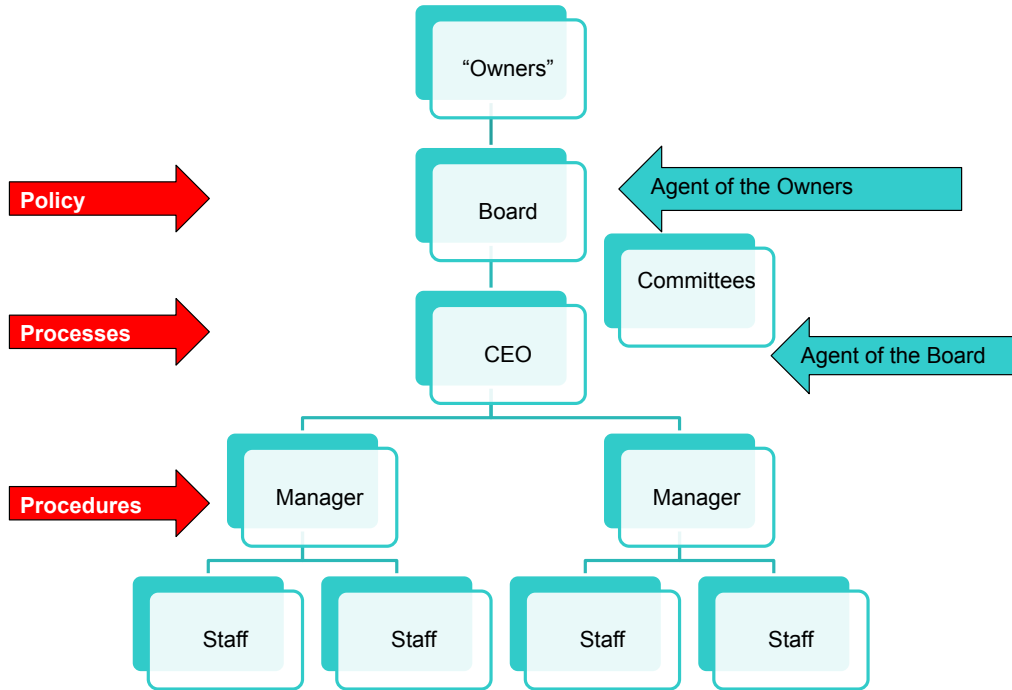 “Owners”
Policy
Board
Agent of the Owners
Committees
Processes
CEO
Agent of the Board
Procedures
Manager
Manager
Staff
Staff
Staff
Staff